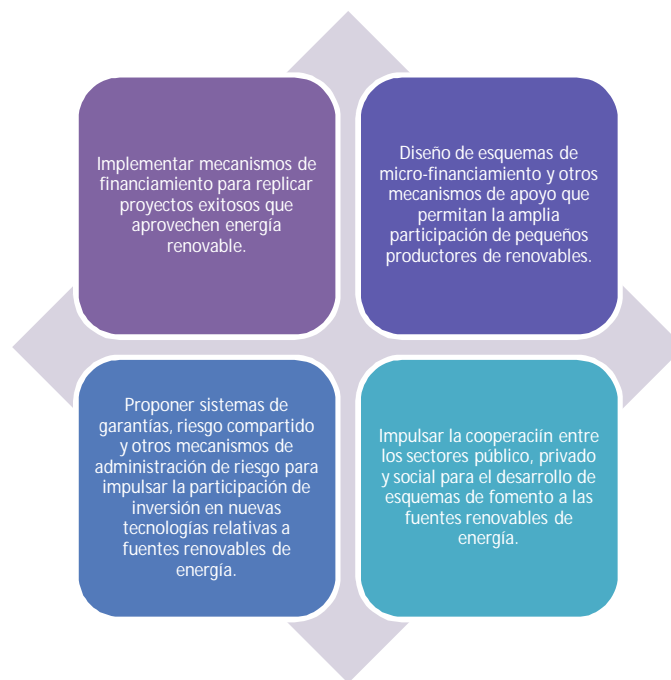 Implementar mecanismos de
financiamiento para replicar
proyectos exitosos que
aprovechen energía
renovable.
Diseño de esquemas de
micro-financiamiento y otros
mecanismos de apoyo que
permitan la amplia
participación de pequeños
productores de renovables.
Proponer sistemas de
garantías, riesgo compartido
y otros mecanismos de
administración de riesgo para
impulsar la participación de
inversión en nuevas
tecnologías relativas a
fuentes renovables de
energía.
Impulsar la cooperaciín entre
los sectores público, privado
y social para el desarrollo de
esquemas de fomento a las
fuentes renovables de
energía.